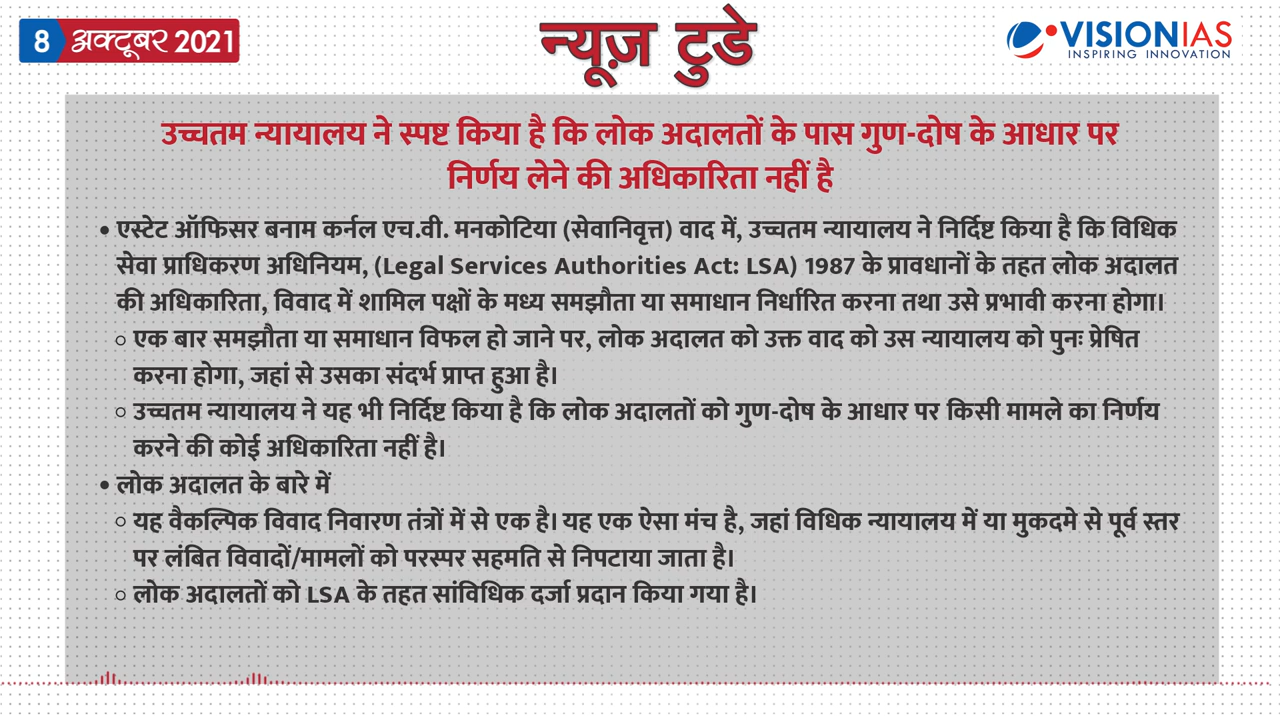 8 अक्टूबर 2021
न्यूज़ टुडे
VISIONIAS
INSPIRING INNOVATION
उच्चतम न्यायालय ने स्पष्ट किया है कि लोक अदालतों के पास गुण-दोष के आधार पर
निर्णय लेने की अधिकारिता नहीं है
• एस्टेट ऑफिसर बनाम कर्नल एच.वी. मनकोटिया (सेवानिवृत्त) वाद में, उच्चतम न्यायालय ने निर्दिष्ट किया है कि विधिक
सेवा प्राधिकरण अधिनियम, (Legal Services Authorities Act: LSA) 1987 के प्रावधानों के तहत लोक अदालत
की अधिकारिता, विवाद में शामिल पक्षों के मध्य समझौता या समाधान निर्धारित करना तथा उसे प्रभावी करना होगा।
○ एक बार समझौता या समाधान विफल हो जाने पर, लोक अदालत को उक्त वाद को उस न्यायालय को पुनः प्रेषित
करना होगा, जहां से उसका संदर्भ प्राप्त हुआ है।
○ उच्चतम न्यायालय ने यह भी निर्दिष्ट किया है कि लोक अदालतों को गुण-दोष के आधार पर किसी मामले का निर्णय
करने की कोई अधिकारिता नहीं है।
• लोक अदालत के बारे में
○ यह वैकल्पिक विवाद निवारण तंत्रों में से एक है। यह एक ऐसा मंच है, जहां विधिक न्यायालय में या मुकदमे से पूर्व स्तर
पर लंबित विवादों/मामलों को परस्पर सहमति से निपटाया जाता है।
○ लोक अदालतों को LSA के तहत सांविधिक दर्जा प्रदान किया गया है।